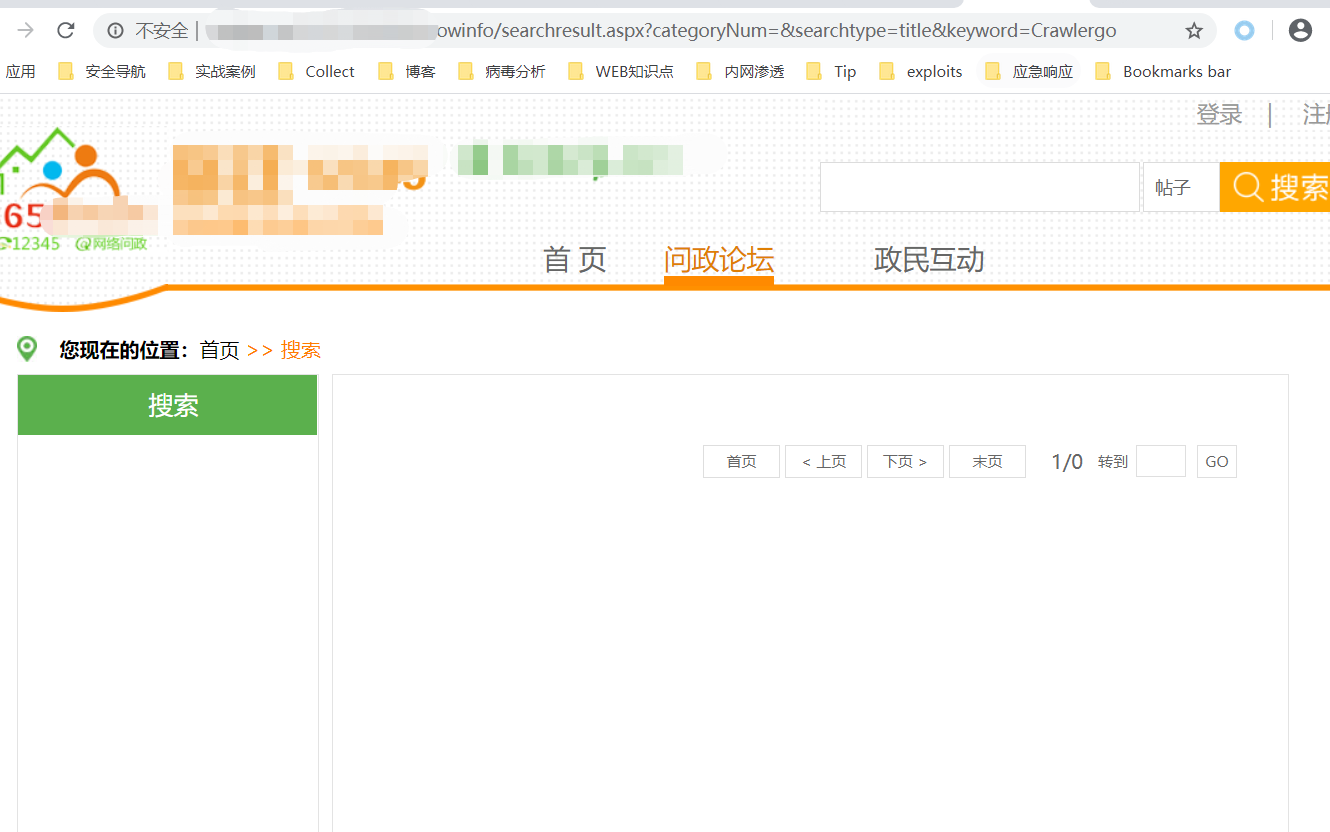 不安全 | owinfo/searchresult.aspx?categoryNum=&searchtype=title&keyword=Crawlergo
应用 安全导航 实战案例 Collect 博客 病毒分析 WEB知识点 内网渗透 Tip exploits 应急响应 Bookmarks bar
登录 |
65
12345 @网络问政
帖子 搜索
首 页 问政论坛 政民互动
您现在的位置：首页 >> 搜索
搜索
首页 < 上页 下页 > 末页 1/0 转到 GO